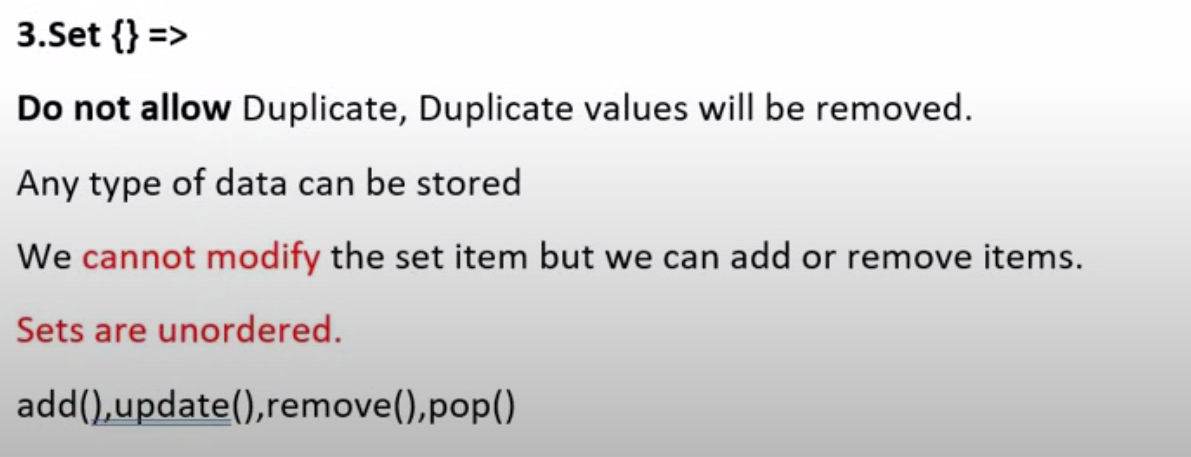 3.Set {} =>
Do not allow Duplicate, Duplicate values will be removed.
Any type of data can be stored
We cannot modify the set item but we can add or remove items.
Sets are unordered.
add(),update(),remove(),pop()